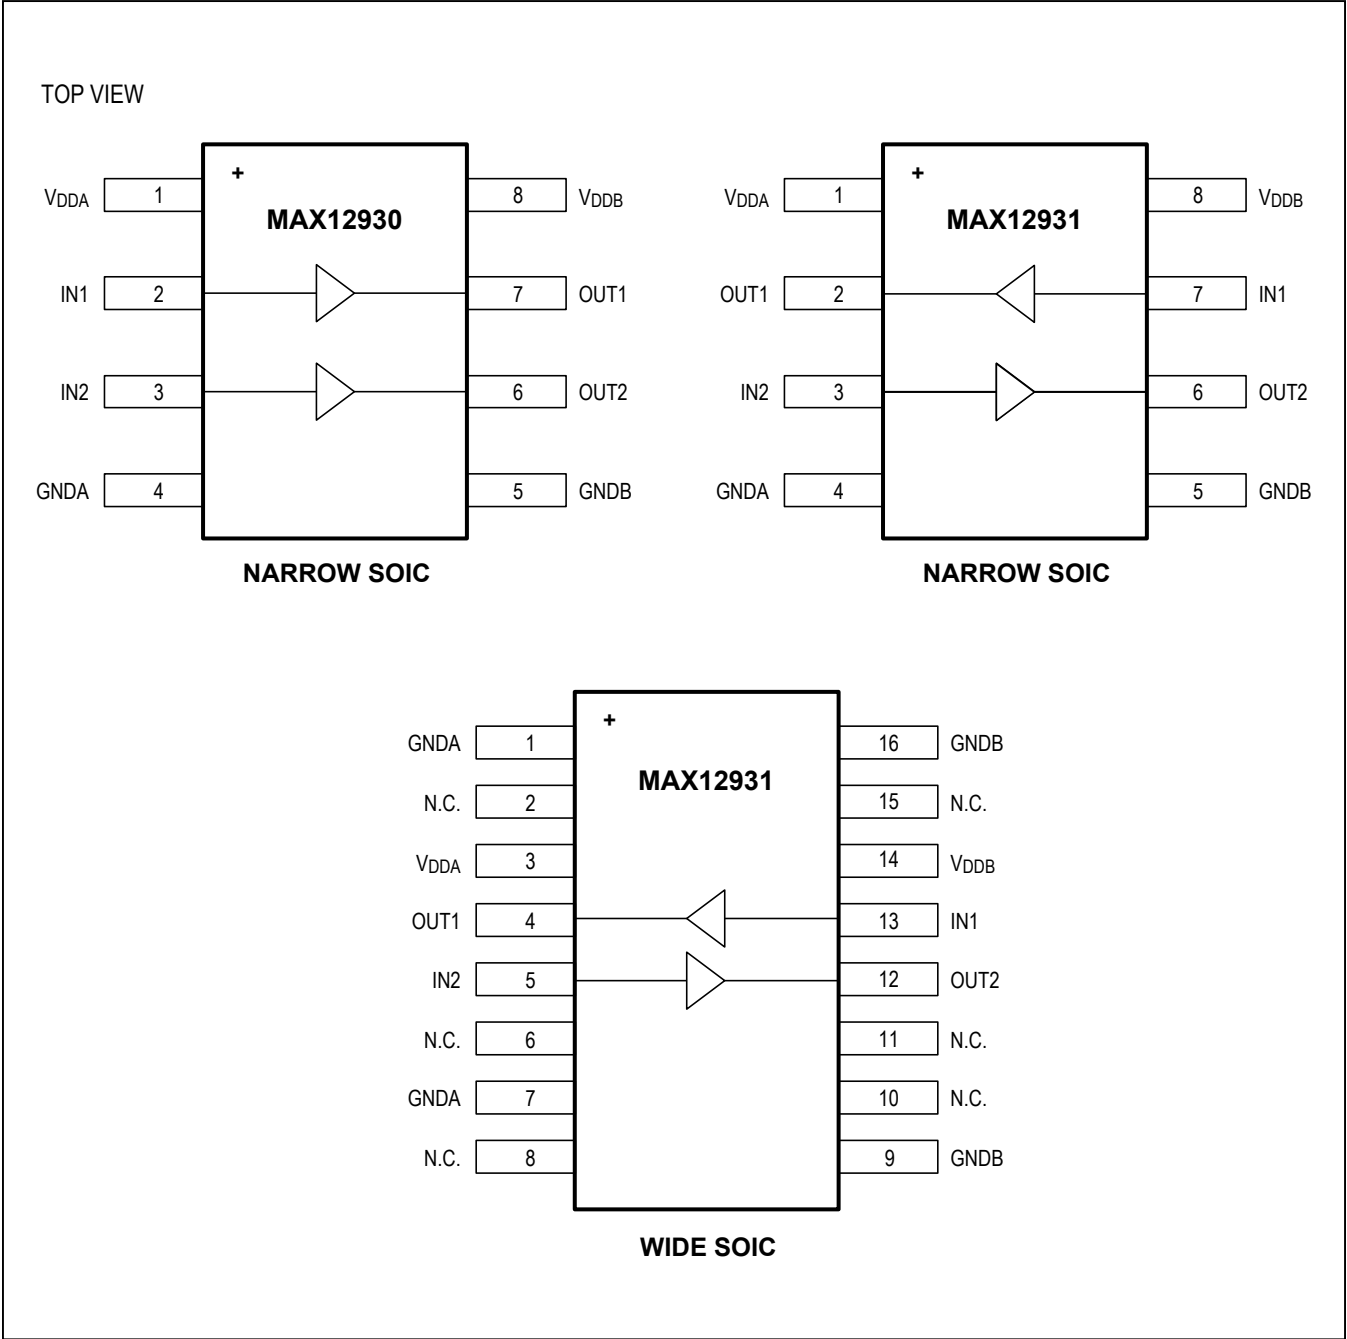 TOP VIEW
+
MAX12930
VDDA 1 8 VDDB
IN1 2 7 OUT1
IN2 3 6 OUT2
GNDA 4 5 GNDB
NARROW SOIC
+
MAX12931
VDDA 1 8 VDDB
OUT1 2 7 IN1
IN2 3 6 OUT2
GNDA 4 5 GNDB
NARROW SOIC
+
MAX12931
GNDA 1 16 GNDB
N.C. 2 15 N.C.
VDDA 3 14 VDDB
OUT1 4 13 IN1
IN2 5 12 OUT2
N.C. 6 11 N.C.
GNDA 7 10 N.C.
N.C. 8 9 GNDB
WIDE SOIC